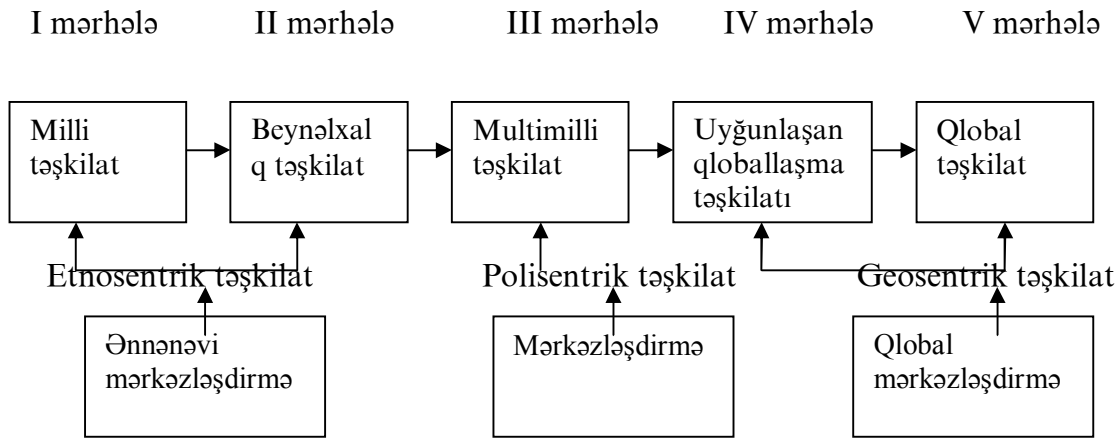 I mərhələ
II mərhələ
III mərhələ
IV mərhələ
V mərhələ
Milli
təşkilat
Beynəlxal
q təşkilat
Multimilli
təşkilat
Uyğunlaşan
qloballaşma
təşkilatı
Qlobal
təşkilat
Etnosentrik təşkilat
Polisentrik təşkilat
Geosentrik təşkilat
Ənnənəvi
mərkəzləşdirmə
Mərkəzləşdirmə
Qlobal
mərkəzləşdirmə